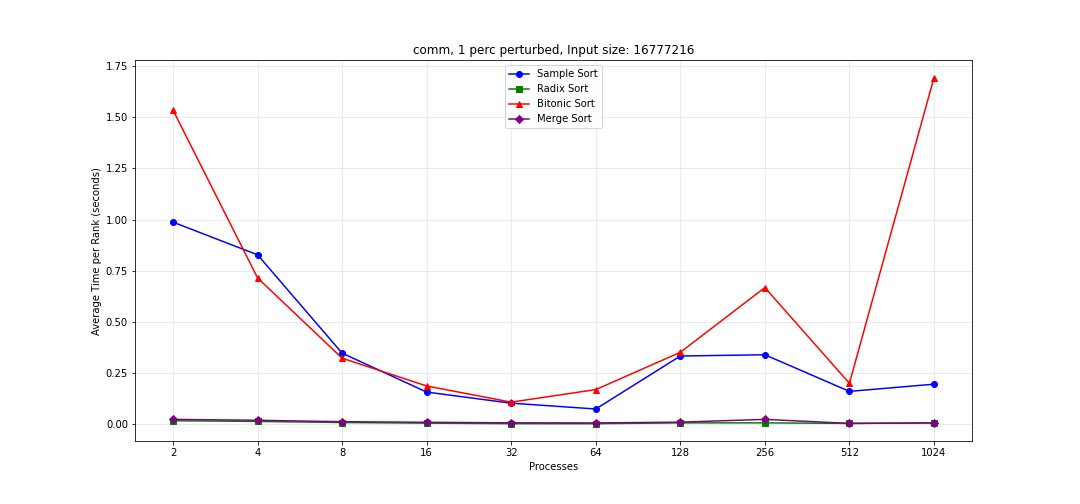 comm, 1 perc perturbed, Input size: 16777216
Sample Sort
Radix Sort
Bitonic Sort
Merge Sort
Average Time per Rank (seconds)
1.75
1.50
1.25
1.00
0.75
0.50
0.25
0.00
2 4 8 16 32 64 128 256 512 1024
Processes